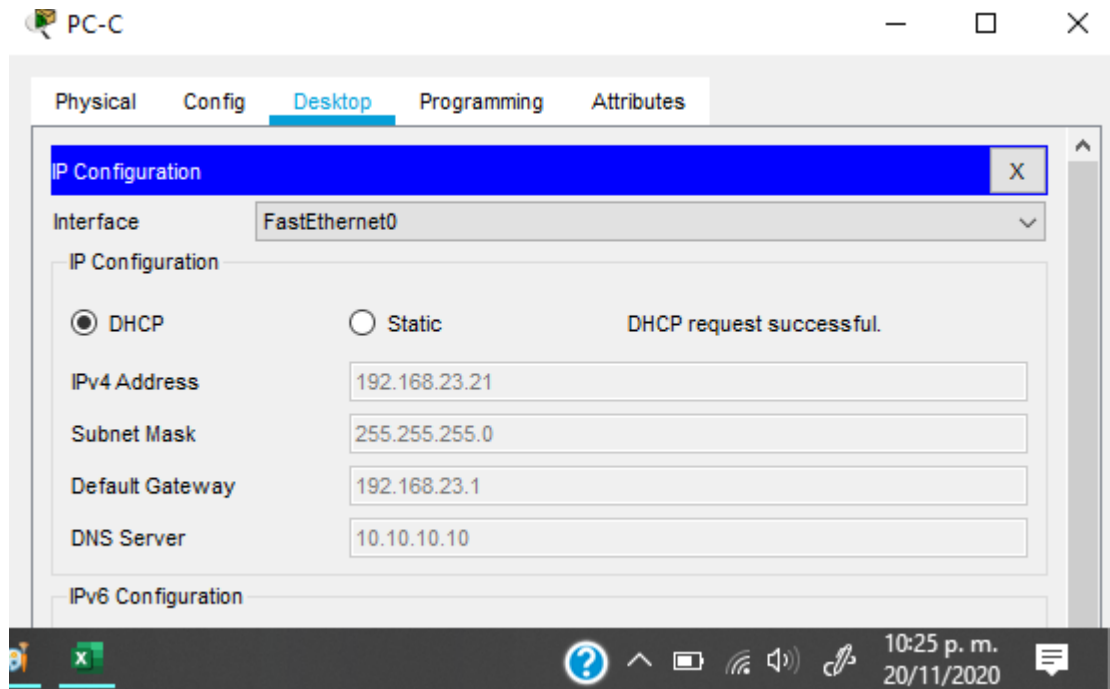 PC-C
Physical Config Desktop Programming Attributes
IP Configuration X
Interface FastEthernet0
IP Configuration
DHCP Static DHCP request successful.
IPv4 Address 192.168.23.21
Subnet Mask 255.255.255.0
Default Gateway 192.168.23.1
DNS Server 10.10.10.10
IPv6 Configuration
10:25 p. m.
20/11/2020